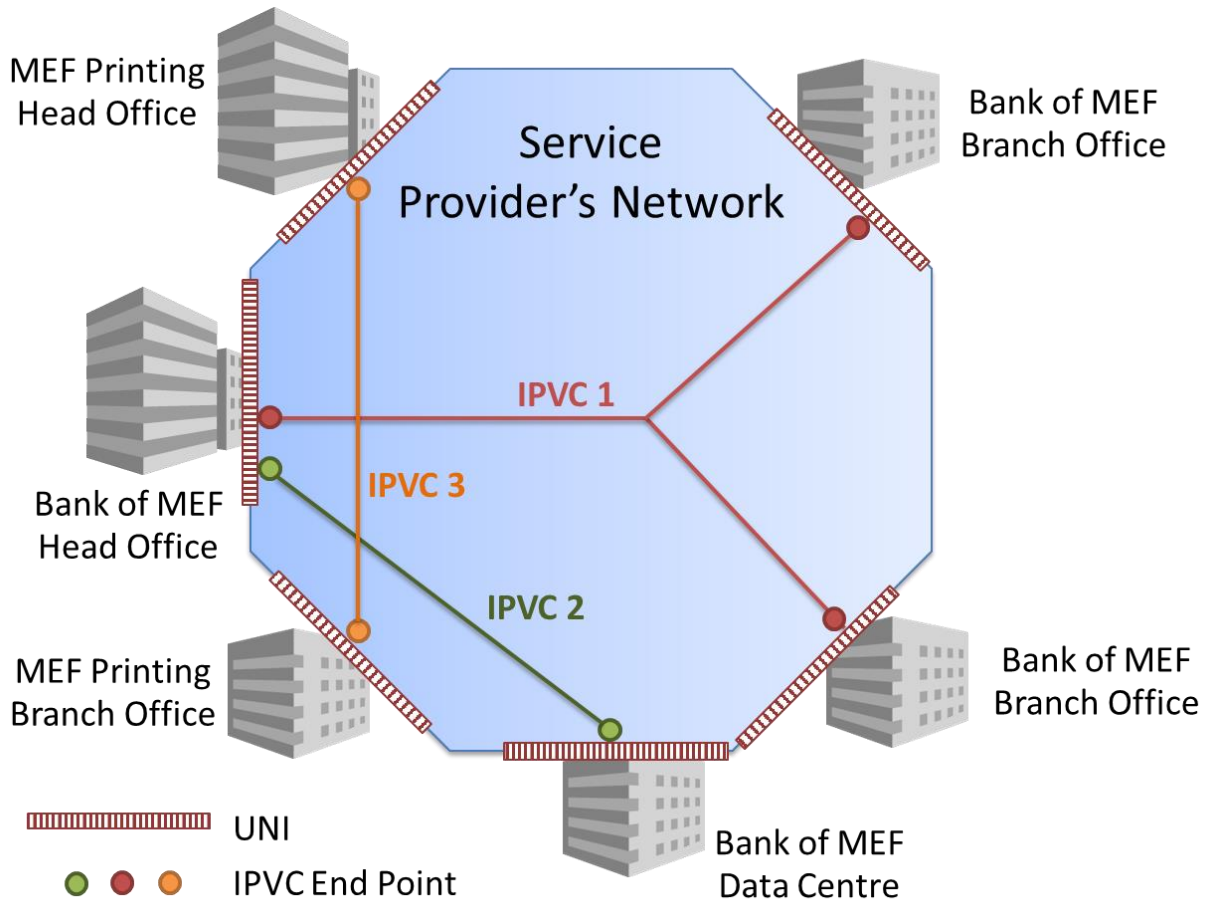 MEF Printing
Head Office
Service
Provider's Network
Bank of MEF
Branch Office
IPVC 1
IPVC 3
Bank of MEF
Head Office
IPVC 2
MEF Printing
Branch Office
Bank of MEF
Branch Office
Bank of MEF
Data Centre
UNI
IPVC End Point